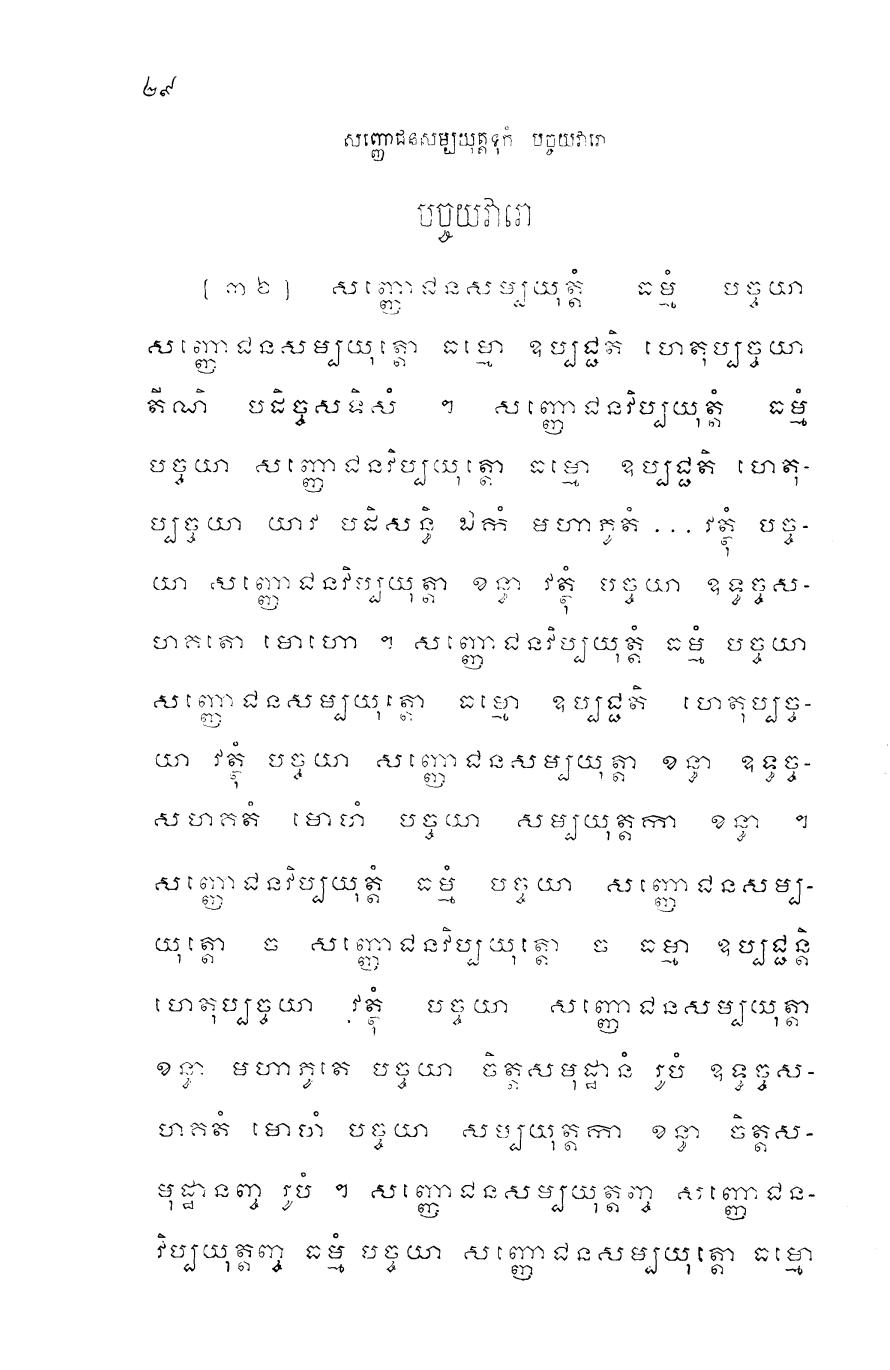 ២៩
សញ្ញោជនសម្បយុត្តទុកំ បច្ចយវារោ
បច្ចយវារោ
[៣៦] សញ្ញោជនសម្បយុត្តំ ធម្មំ បច្ចយា
សញ្ញោជនសម្បយុត្តោ ធម្មោ ឧប្បជ្ជតិ ហេតុប្បច្ចយា
តីណិ បដិច្ចសទិសំ ។ សញ្ញោជនវិប្បយុត្តំ ធម្មំ
បច្ចយា សញ្ញោជនវិប្បយុត្តោ ធម្មោ ឧប្បជ្ជតិ ហេតុ-
ប្បច្ចយា យាវ បដិសន្ធិ ឯកំ មហាភូតំ ... វត្ថុំ បច្ច-
យា សញ្ញោជនវិប្បយុត្តា ខន្ធា វត្ថុំ បច្ចយា ឧទ្ធច្ចស-
ហគតោ មោហោ ។ សញ្ញោជនវិប្បយុត្តំ ធម្មំ បច្ចយា
សញ្ញោជនសម្បយុត្តោ ធម្មោ ឧប្បជ្ជតិ ហេតុប្បច្ច-
យា វត្ថុំ បច្ចយា សញ្ញោជនសម្បយុត្តា ខន្ធា ឧទ្ធច្ច-
សហគតំ មោហំ បច្ចយា សម្បយុត្តកា ខន្ធា ។
សញ្ញោជនវិប្បយុត្តំ ធម្មំ បច្ចយា សញ្ញោជនសម្ប-
យុត្តោ ច សញ្ញោជនវិប្បយុត្តោ ច ធម្មា ឧប្បជ្ជន្តិ
ហេតុប្បច្ចយា វត្ថុំ បច្ចយា សញ្ញោជនសម្បយុត្តា
ខន្ធា មហាភូតេ បច្ចយា ចិត្តសមុដ្ឋានំ រូបំ ឧទ្ធច្ចស-
ហគតំ មោហំ បច្ចយា សម្បយុត្តកា ខន្ធា ចិត្តស-
មុដ្ឋានញ្ច រូបំ ។ សញ្ញោជនសម្បយុត្តញ្ច សញ្ញោជន-
វិប្បយុត្តញ្ច ធម្មំ បច្ចយា សញ្ញោជនសម្បយុត្តោ ធម្មោ